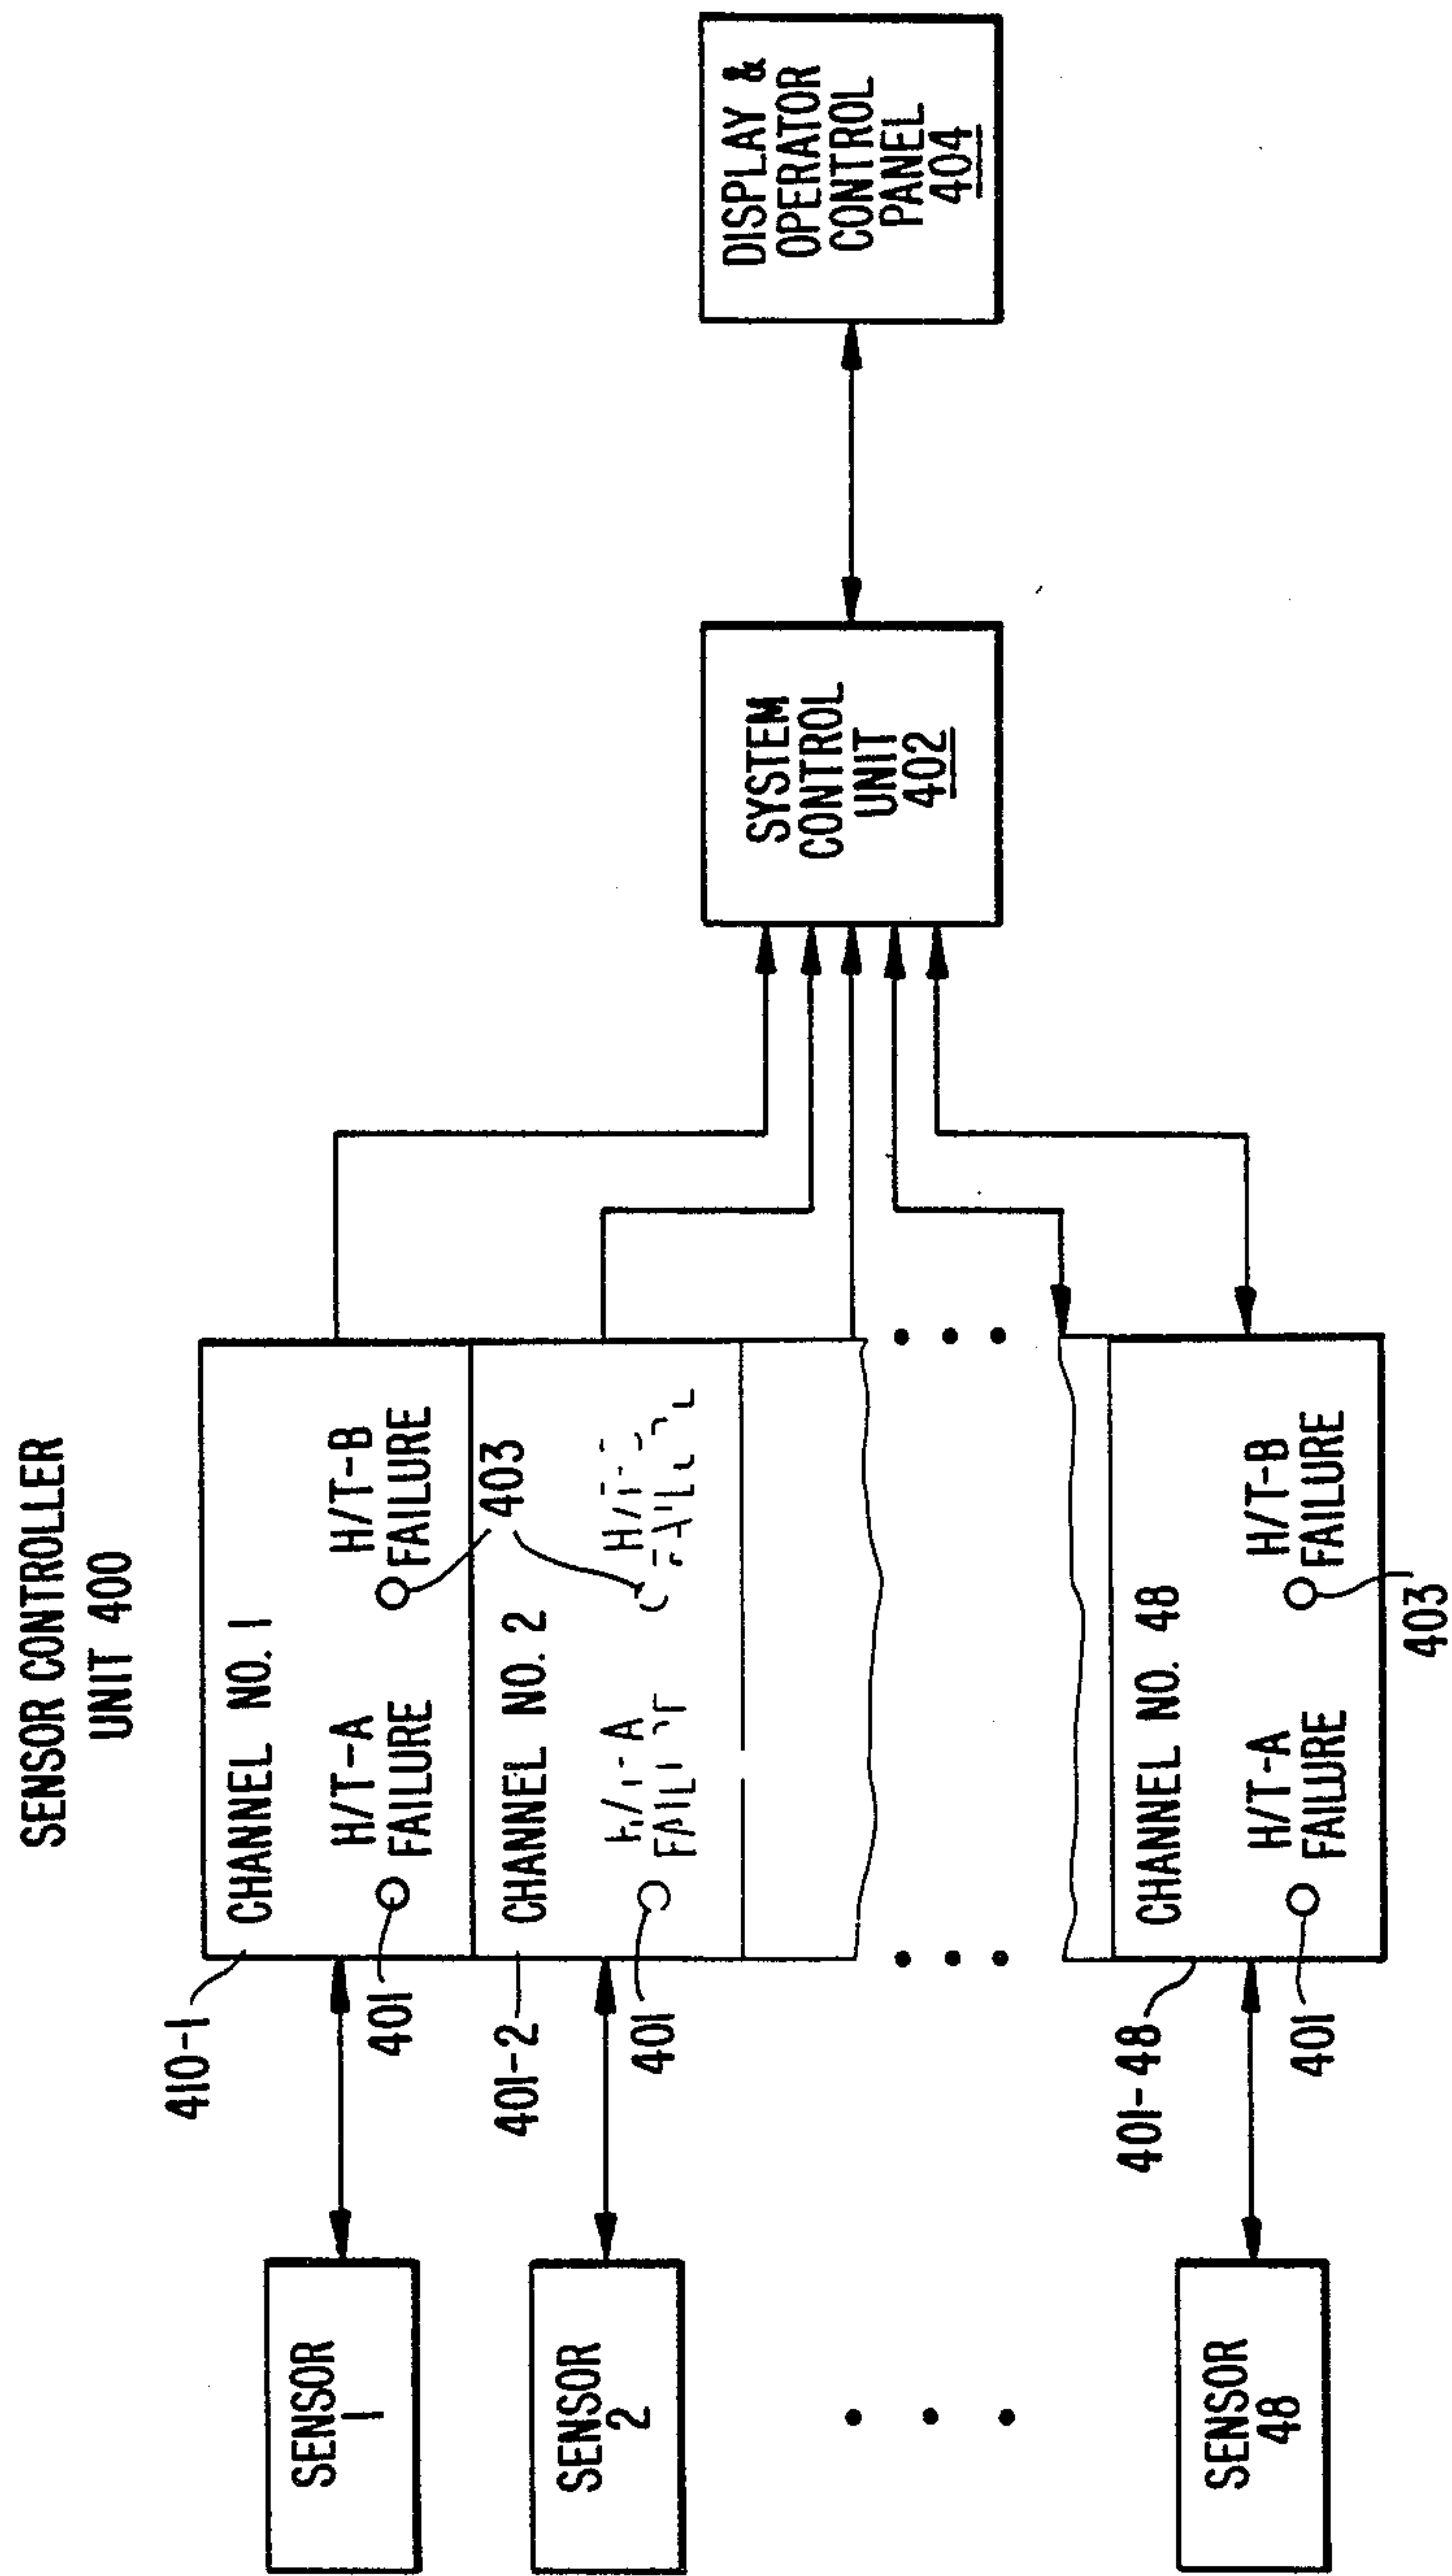 SENSOR CONTROLLER
UNIT 400
410-1
CHANNEL NO. 1
H/T-A
FAILURE
H/T-B
FAILURE
401
403
SENSOR
1
401-2
CHANNEL NO. 2
H/T-A
401
SENSOR
2
SYSTEM
CONTROL
UNIT
402
DISPLAY &
OPERATOR
CONTROL
PANEL
404
401-48
CHANNEL NO. 48
H/T-A
FAILURE
H/T-B
FAILURE
401
403
SENSOR
48